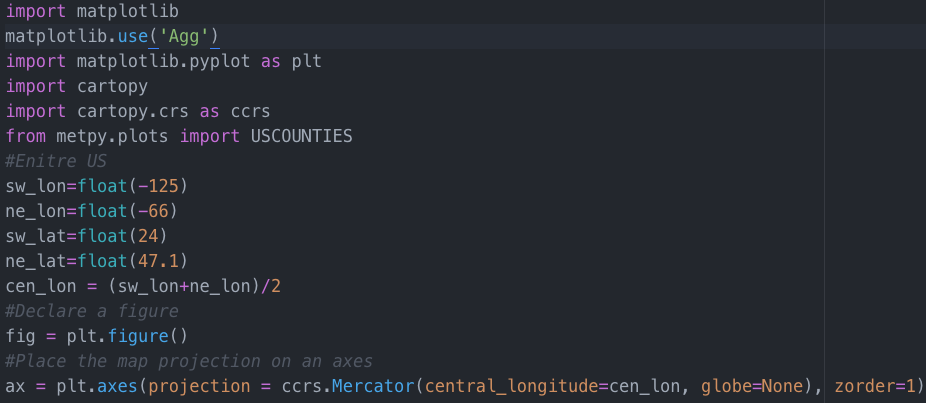 import matplotlib
matplotlib.use('Agg')
import matplotlib.pyplot as plt
import cartopy
import cartopy.crs as ccrs
from metpy.plots import USCOUNTIES
#Enitre US
sw_lon=float(-125)
ne_lon=float(-66)
sw_lat=float(24)
ne_lat=float(47.1)
cen_lon = (sw_lon+ne_lon)/2
#Declare a figure
fig = plt.figure()
#Place the map projection on an axes
ax = plt.axes(projection = ccrs.Mercator(central_longitude=cen_lon, globe=None), zorder=1)